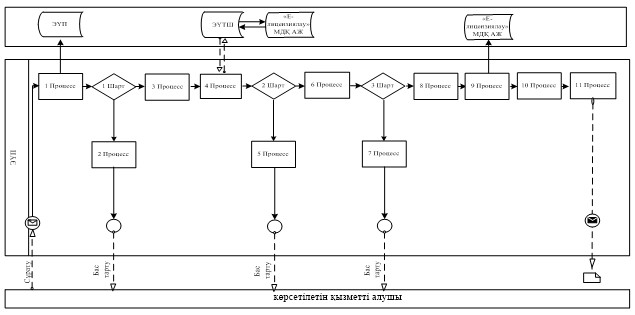 ЭҮП
ЭҮТШ
«Е-
лицензиялау»
МДҚ АЖ
«Е-
лицензиялау»
МДҚ АЖ
ЭҮП
1 Процесс
1 Шарт
3 Процесс
4 Процесс
2 Шарт
6 Процесс
3 Шарт
8 Процесс
9 Процесс
10 Процесс
11 Процесс
2 Процесс
5 Процесс
7 Процесс
Сұрату
Бас
тарту
Бас
тарту
Бас
тарту
көрсетілетін қызметті алушы